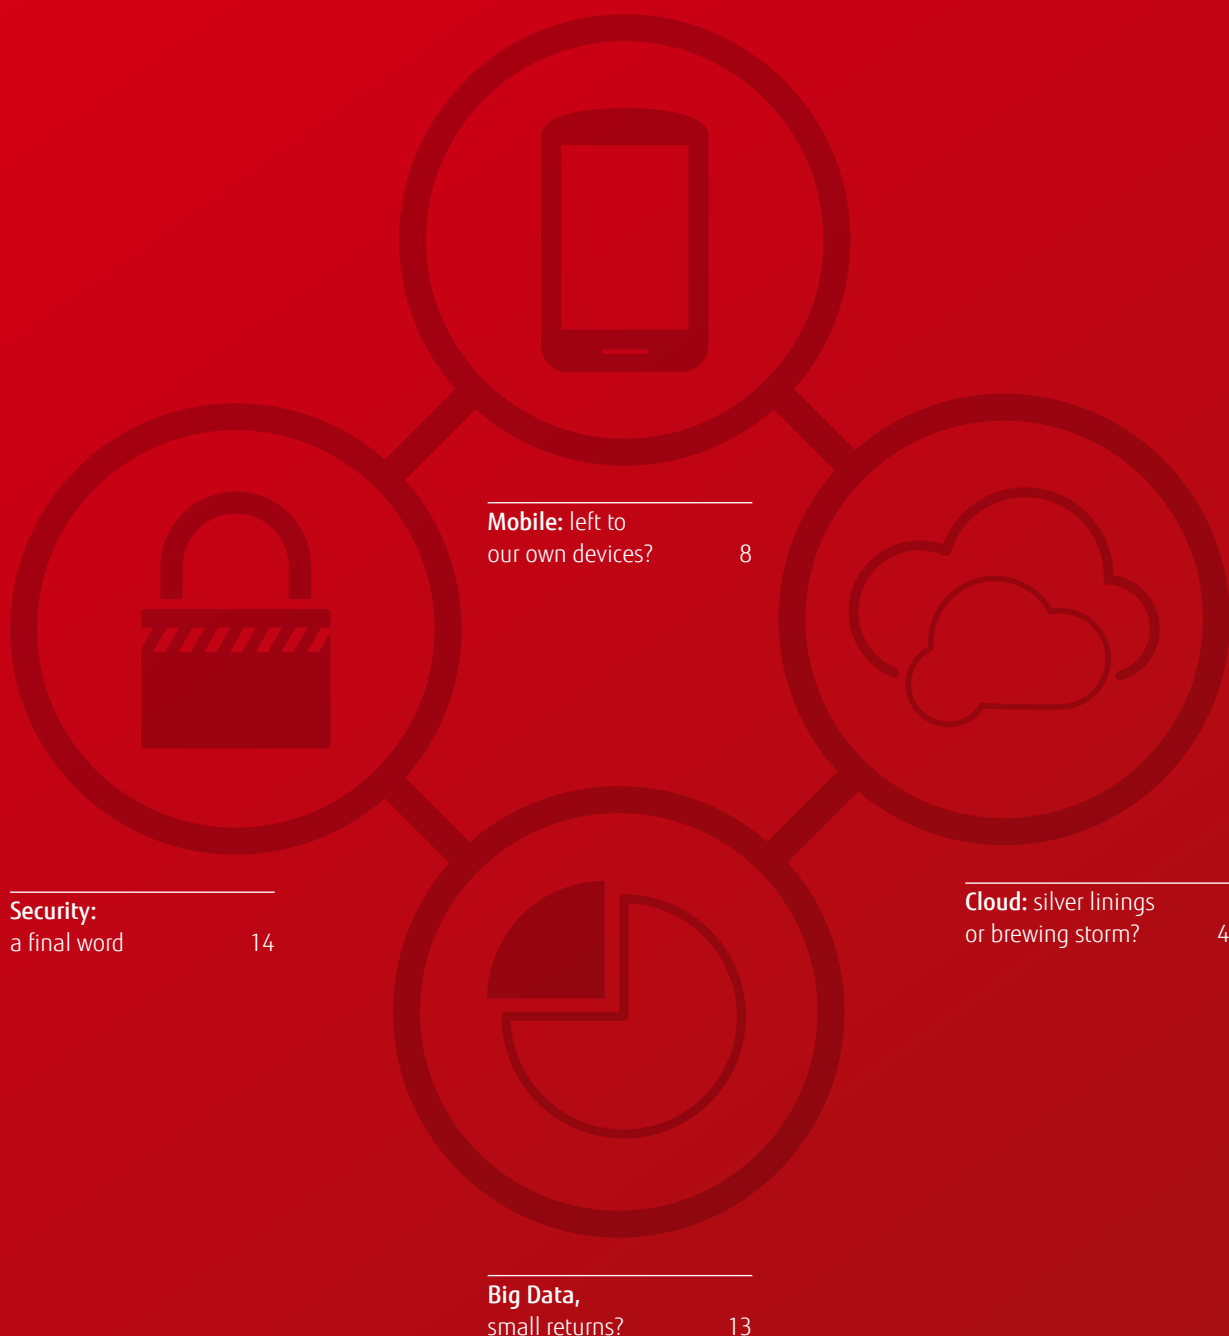 Mobile: left to
our own devices? 8
Security:
a final word 14
Cloud: silver linings
or brewing storm? 4
Big Data,
small returns? 13